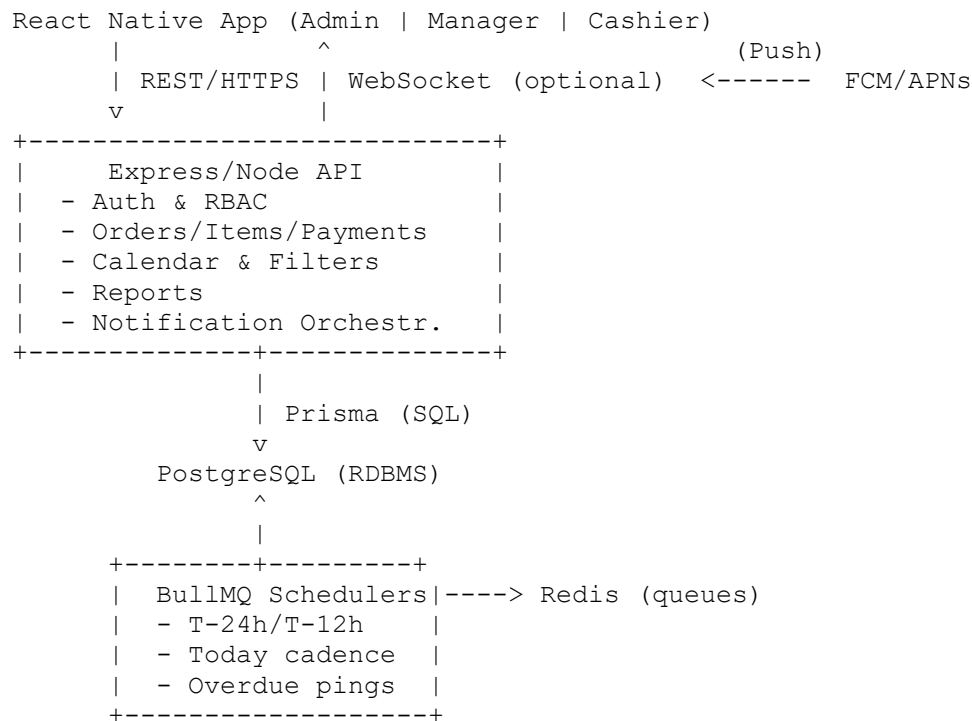 React Native App (Admin | Manager | Cashier)
      |            ^                         (Push)
      | REST/HTTPS | WebSocket (optional)  <------  FCM/APNs
      v            |
+-----------------------------+
|     Express/Node API        |
|  - Auth & RBAC              |
|  - Orders/Items/Payments    |
|  - Calendar & Filters       |
|  - Reports                  |
|  - Notification Orchestr.   |
+--------------+--------------+
               |
               | Prisma (SQL)
               v
         PostgreSQL (RDBMS)
               ^
               |
      +--------+---------+
      |  BullMQ Schedulers|----> Redis (queues)
      |  - T-24h/T-12h    |
      |  - Today cadence  |
      |  - Overdue pings  |
      +-------------------+